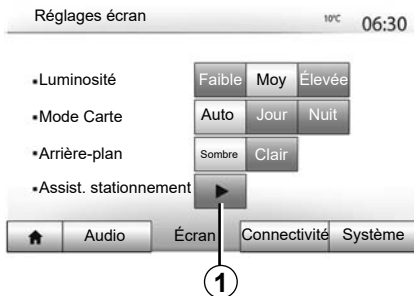 Réglages écran 10°C 06:30
▪Luminosité Faible Moy Élevée
▪Mode Carte Auto Jour Nuit
▪Arrière-plan Sombre Clair
▪Assist. stationnement
Audio Écran Connectivité Système
1